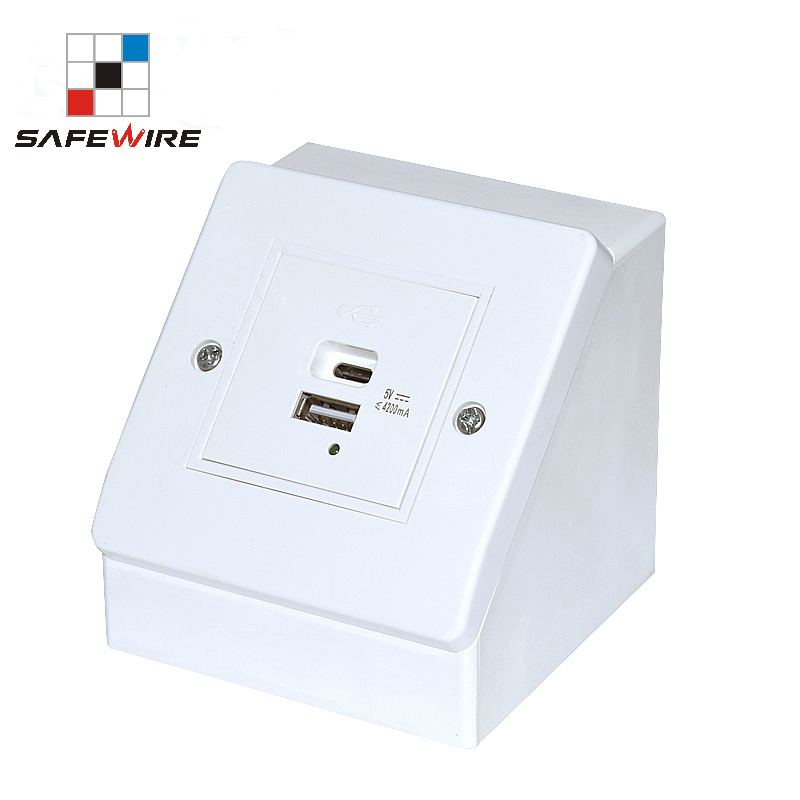 SAFEWIRE
5V ⎓
≤ 4200mA